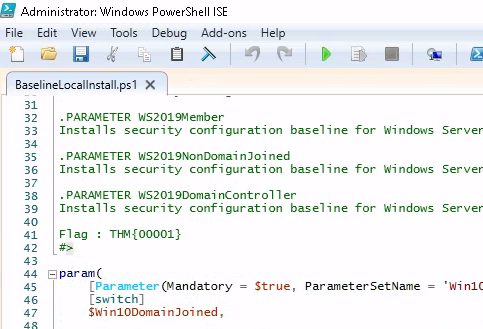 Administrator: Windows PowerShell ISE
File Edit View Tools Debug Add-ons Help
BaselineLocalInstall.ps1
31
32 .PARAMETER WS2019Member
33 Installs security configuration baseline for Windows Server
34
35 .PARAMETER WS2019NonDomainJoined
36 Installs security configuration baseline for Windows Server
37
38 .PARAMETER WS2019DomainController
39 Installs security configuration baseline for Windows Server
40
41 Flag : THM{00001}
42 #>
43
44 param(
45 [Parameter(Mandatory = $true, ParameterSetName = 'Win10
46 [switch]
47 $Win10DomainJoined,